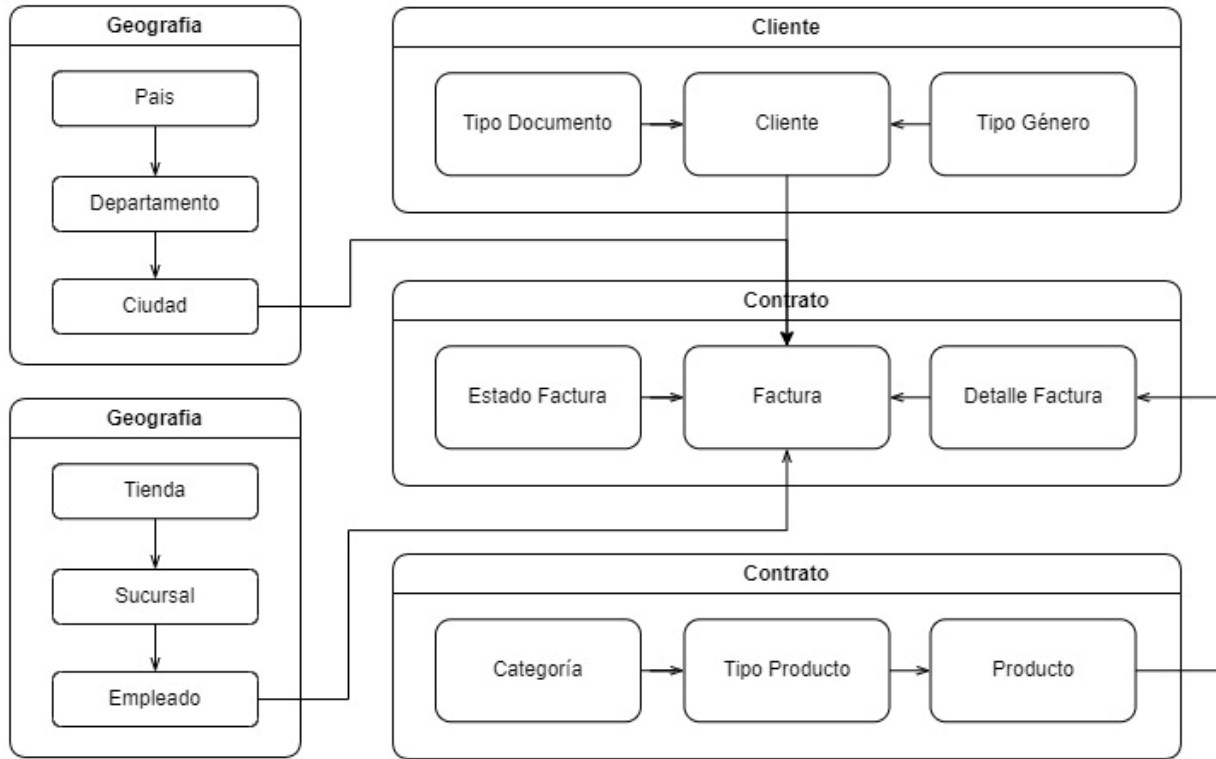 Geografia
Pais
Departamento
Ciudad
Geografia
Tienda
Sucursal
Empleado
Cliente
Tipo Documento
Cliente
Tipo Género
Contrato
Estado Factura
Factura
Detalle Factura
Contrato
Categoría
Tipo Producto
Producto